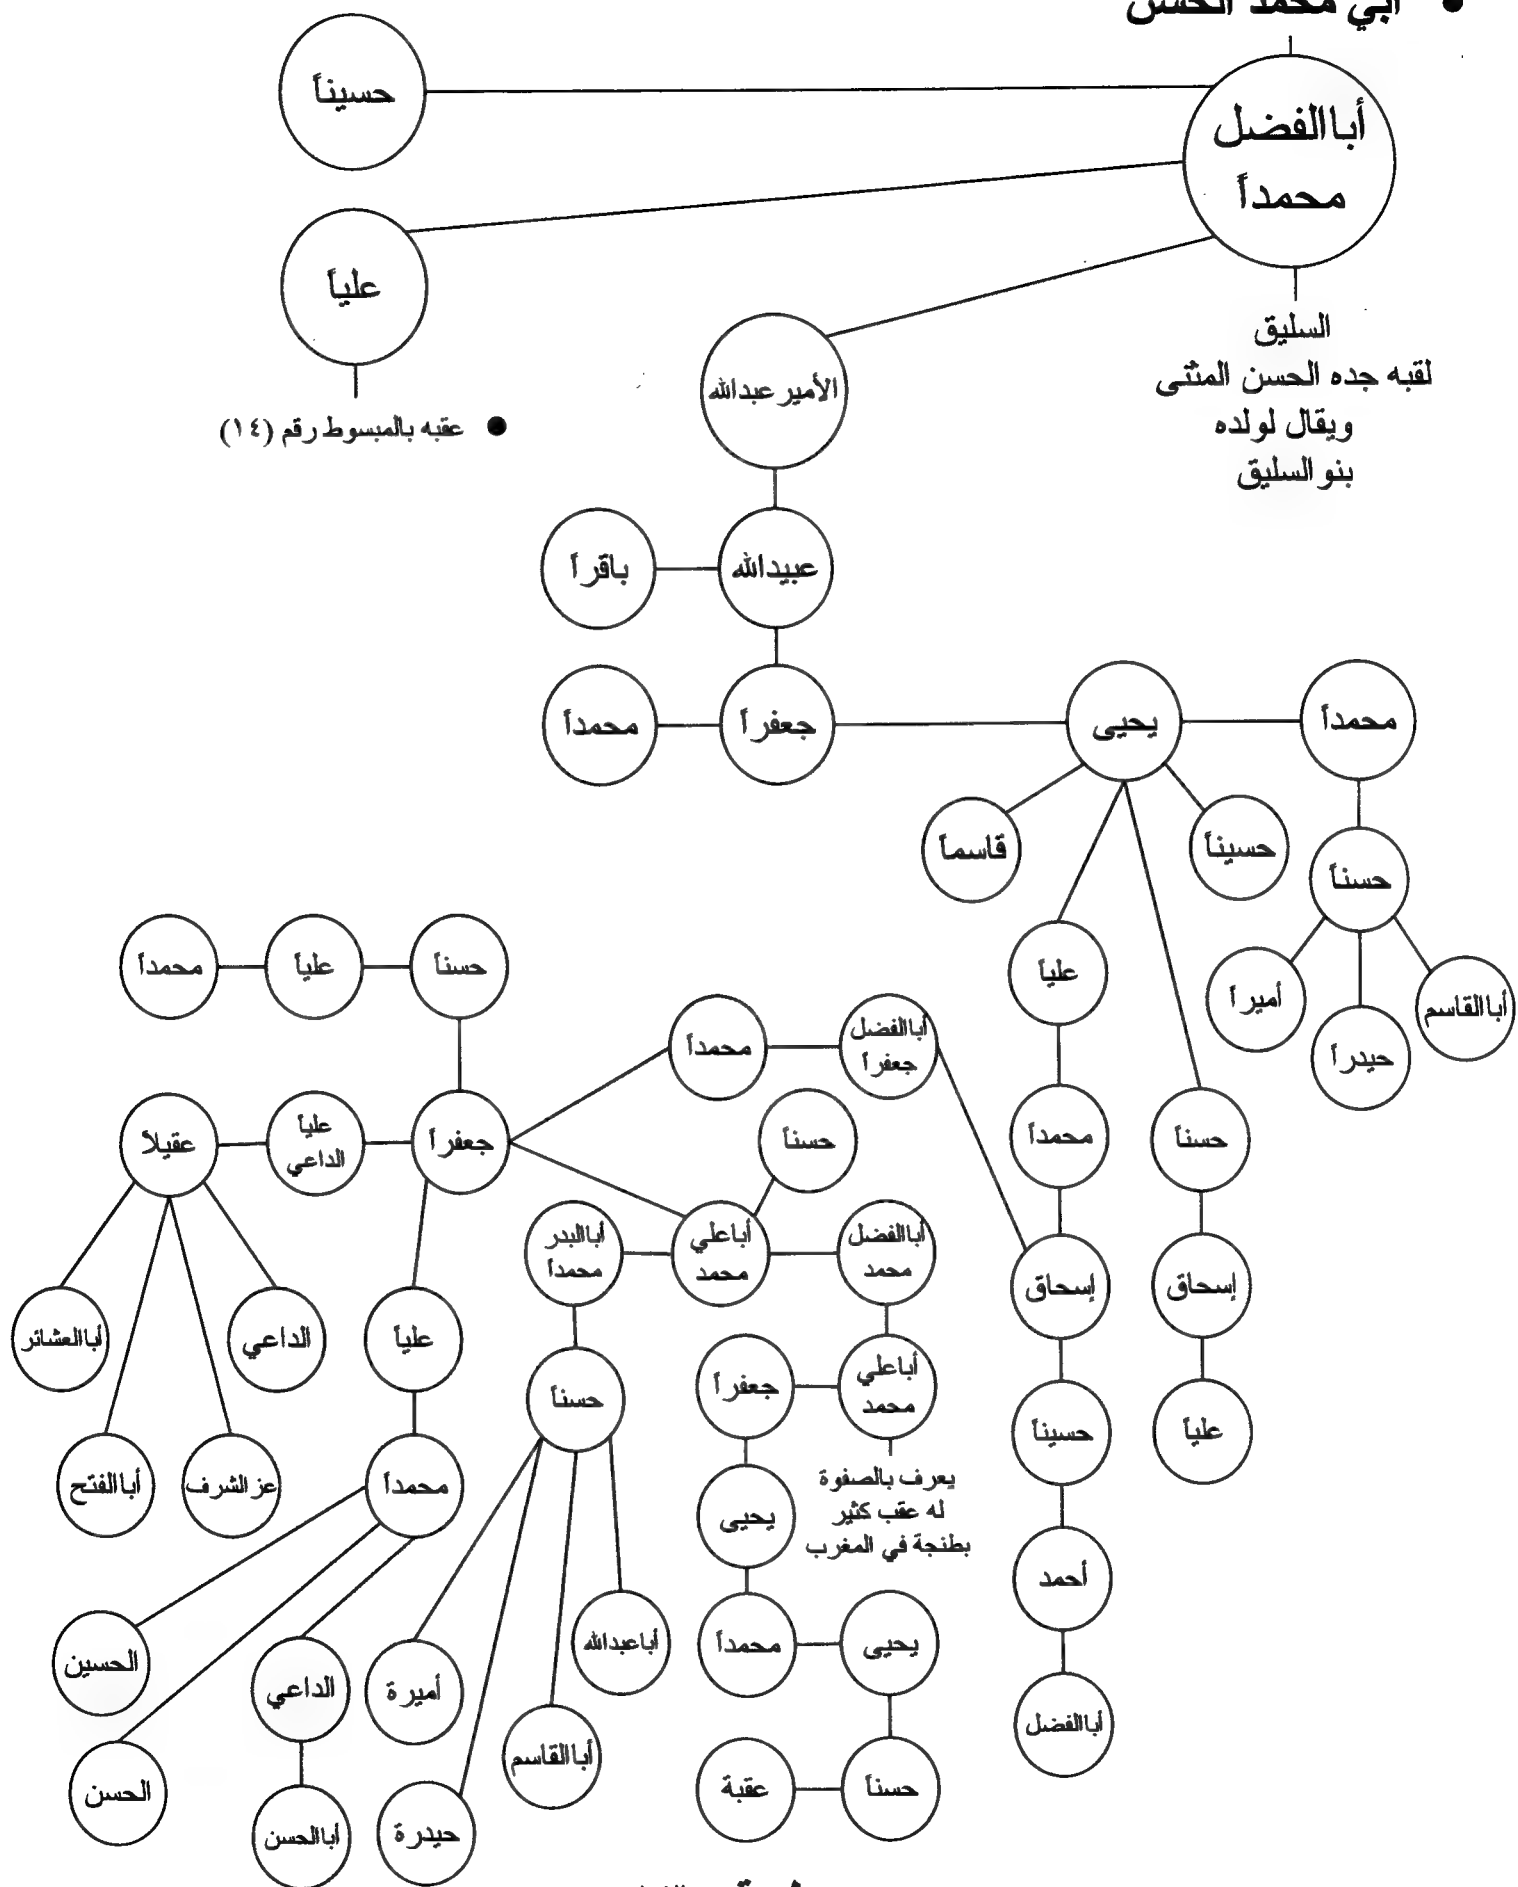 ● أبي محمد الحسن
أباالفضل
محمداً
السليق
لقبه جده الحسن المثنى
ويقال لولده
بنو السليق
حسيناً
علياً
● عقبه بالمبسوط رقم (١٤)
الأمير عبدالله
عبيدالله
باقراً
محمداً
يحيى
جعفراً
محمداً
حسيناً
قاسماً
حسناً
أباالقاسم
حيدراً
أميراً
علياً
محمداً
حسناً
إسحاق
إسحاق
حسيناً
علياً
أحمد
أباالفضل
أباالفضل
جعفراً
محمداً
حسناً
علياً
محمداً
جعفراً
علياً
الداعي
عقيلاً
حسناً
أباالفضل
محمد
أباعلي
محمد
أباالبدر
محمداً
الداعي
عز الشرف
أباالفتح
أباالعشائر
علياً
محمداً
الحسين
الحسن
الداعي
أباالحسن
حسناً
أباعبدالله
أباالقاسم
حيدرة
أميرة
أباعلي
محمد
يعرف بالصفوة
له عقب كثير
بطنجة في المغرب
جعفراً
يحيى
محمداً
يحيى
حسناً
عقبة